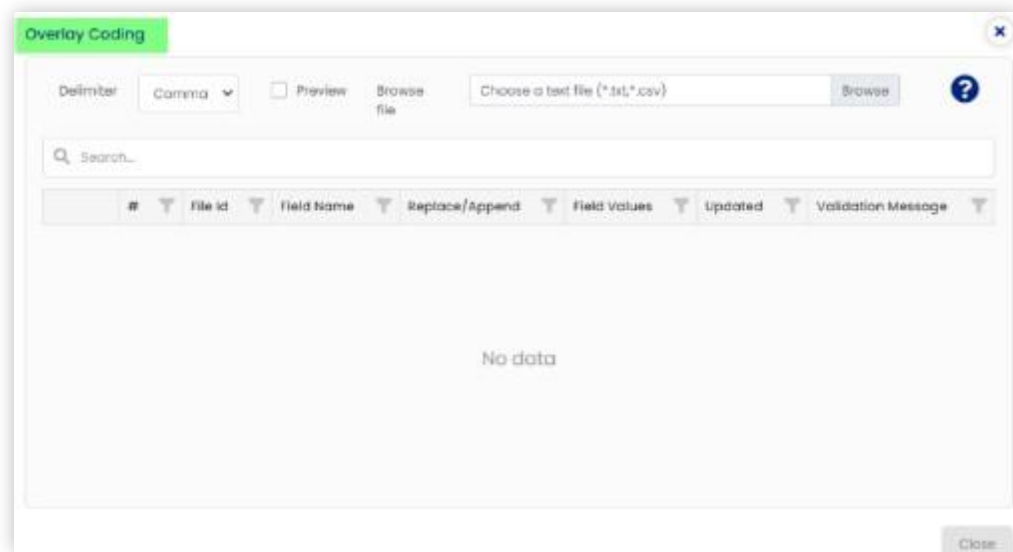 Overlay Coding
Delimiter Comma Preview Browse file Choose a text file (*.txt,*.csv) Browse
Search...
# File id Field Name Replace/Append Field Values Updated Validation Message
No data
Close